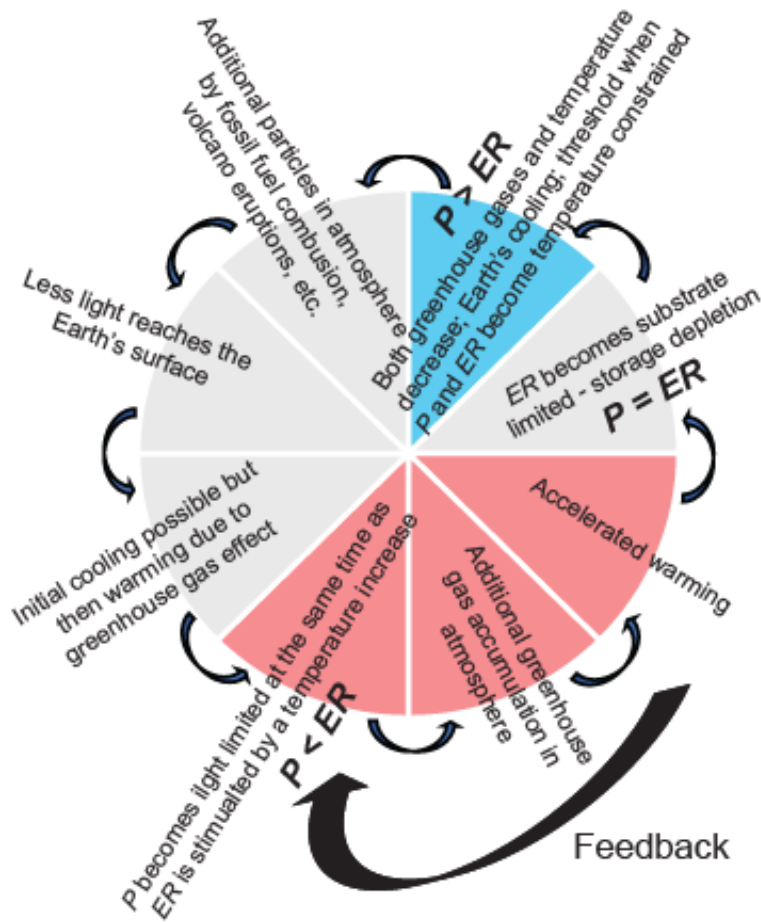 Additional particles in atmosphere
by fossil fuel combusion,
volcano eruptions, etc.
P > ER
Both greenhouse gases and temperature
decrease; Earth's cooling; threshold when
P and ER become temperature constrained
Less light reaches the
Earth's surface
ER becomes substrate
limited - storage depletion
P = ER
Initial cooling possible but
then warming due to
greenhouse gas effect
Accelerated warming
P becomes ilght limited at the same time as
ER is stimualted by a temperature increase
P < ER
Additional greenhouse
gas accumulation in
atmosphere
Feedback